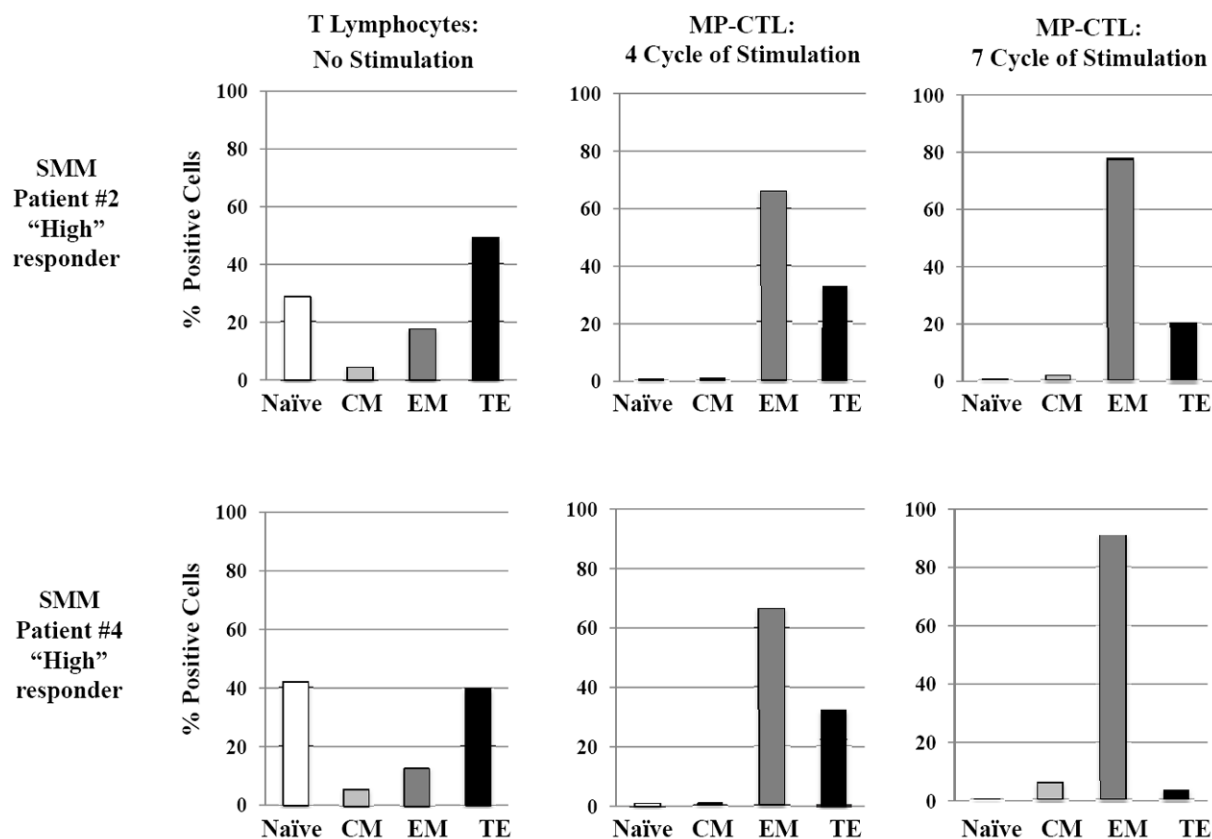 T Lymphocytes:
No Stimulation
MP-CTL:
4 Cycle of Stimulation
MP-CTL:
7 Cycle of Stimulation
SMM
Patient #2
“High”
responder
% Positive Cells
100
80
60
40
20
0
Naïve CM EM TE
100
80
60
40
20
0
Naïve CM EM TE
100
80
60
40
20
0
Naïve CM EM TE
SMM
Patient #4
“High”
responder
% Positive Cells
100
80
60
40
20
0
Naïve CM EM TE
100
80
60
40
20
0
Naïve CM EM TE
100
80
60
40
20
0
Naïve CM EM TE